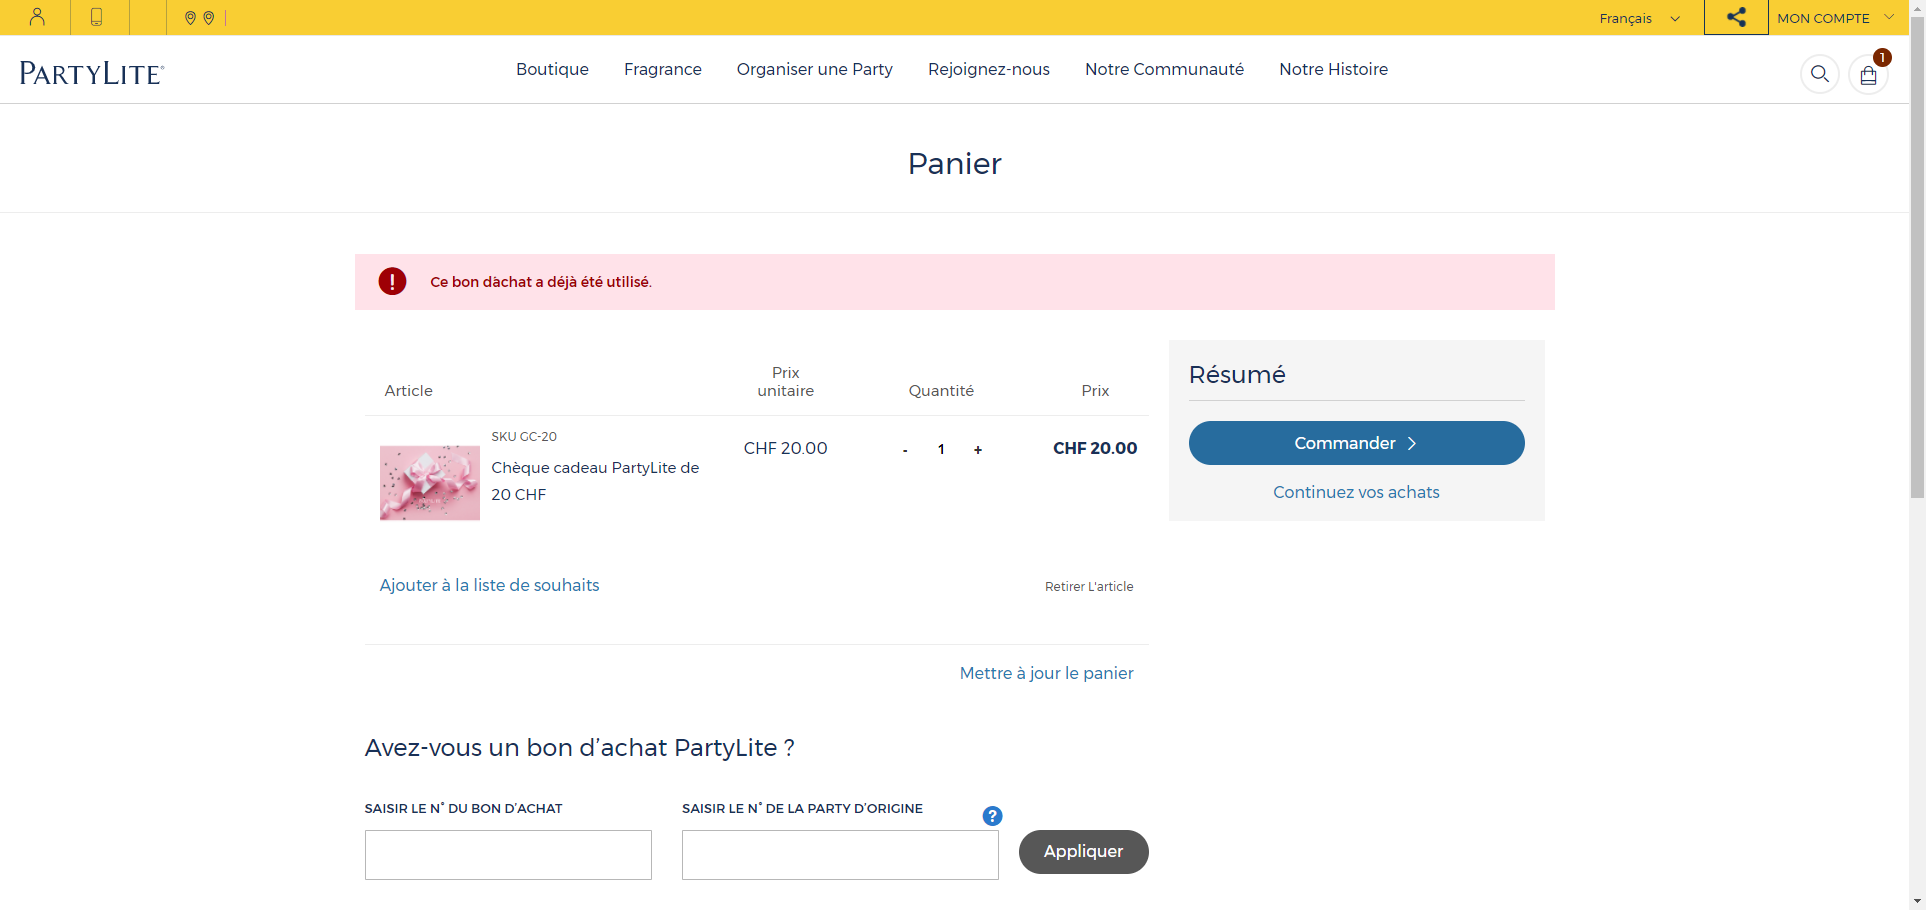 Français
MON COMPTE
PARTYLITE®
Boutique
Fragrance
Organiser une Party
Rejoignez-nous
Notre Communauté
Notre Histoire
1
Panier
Ce bon d'achat a déjà été utilisé.
Article
Prix
unitaire
Quantité
Prix
SKU GC-20
Chèque cadeau PartyLite de
20 CHF
CHF 20.00
- 1 +
CHF 20.00
Ajouter à la liste de souhaits
Retirer L'article
Mettre à jour le panier
Résumé
Commander
Continuez vos achats
Avez-vous un bon d’achat PartyLite ?
SAISIR LE N° DU BON D’ACHAT
SAISIR LE N° DE LA PARTY D’ORIGINE
?
Appliquer